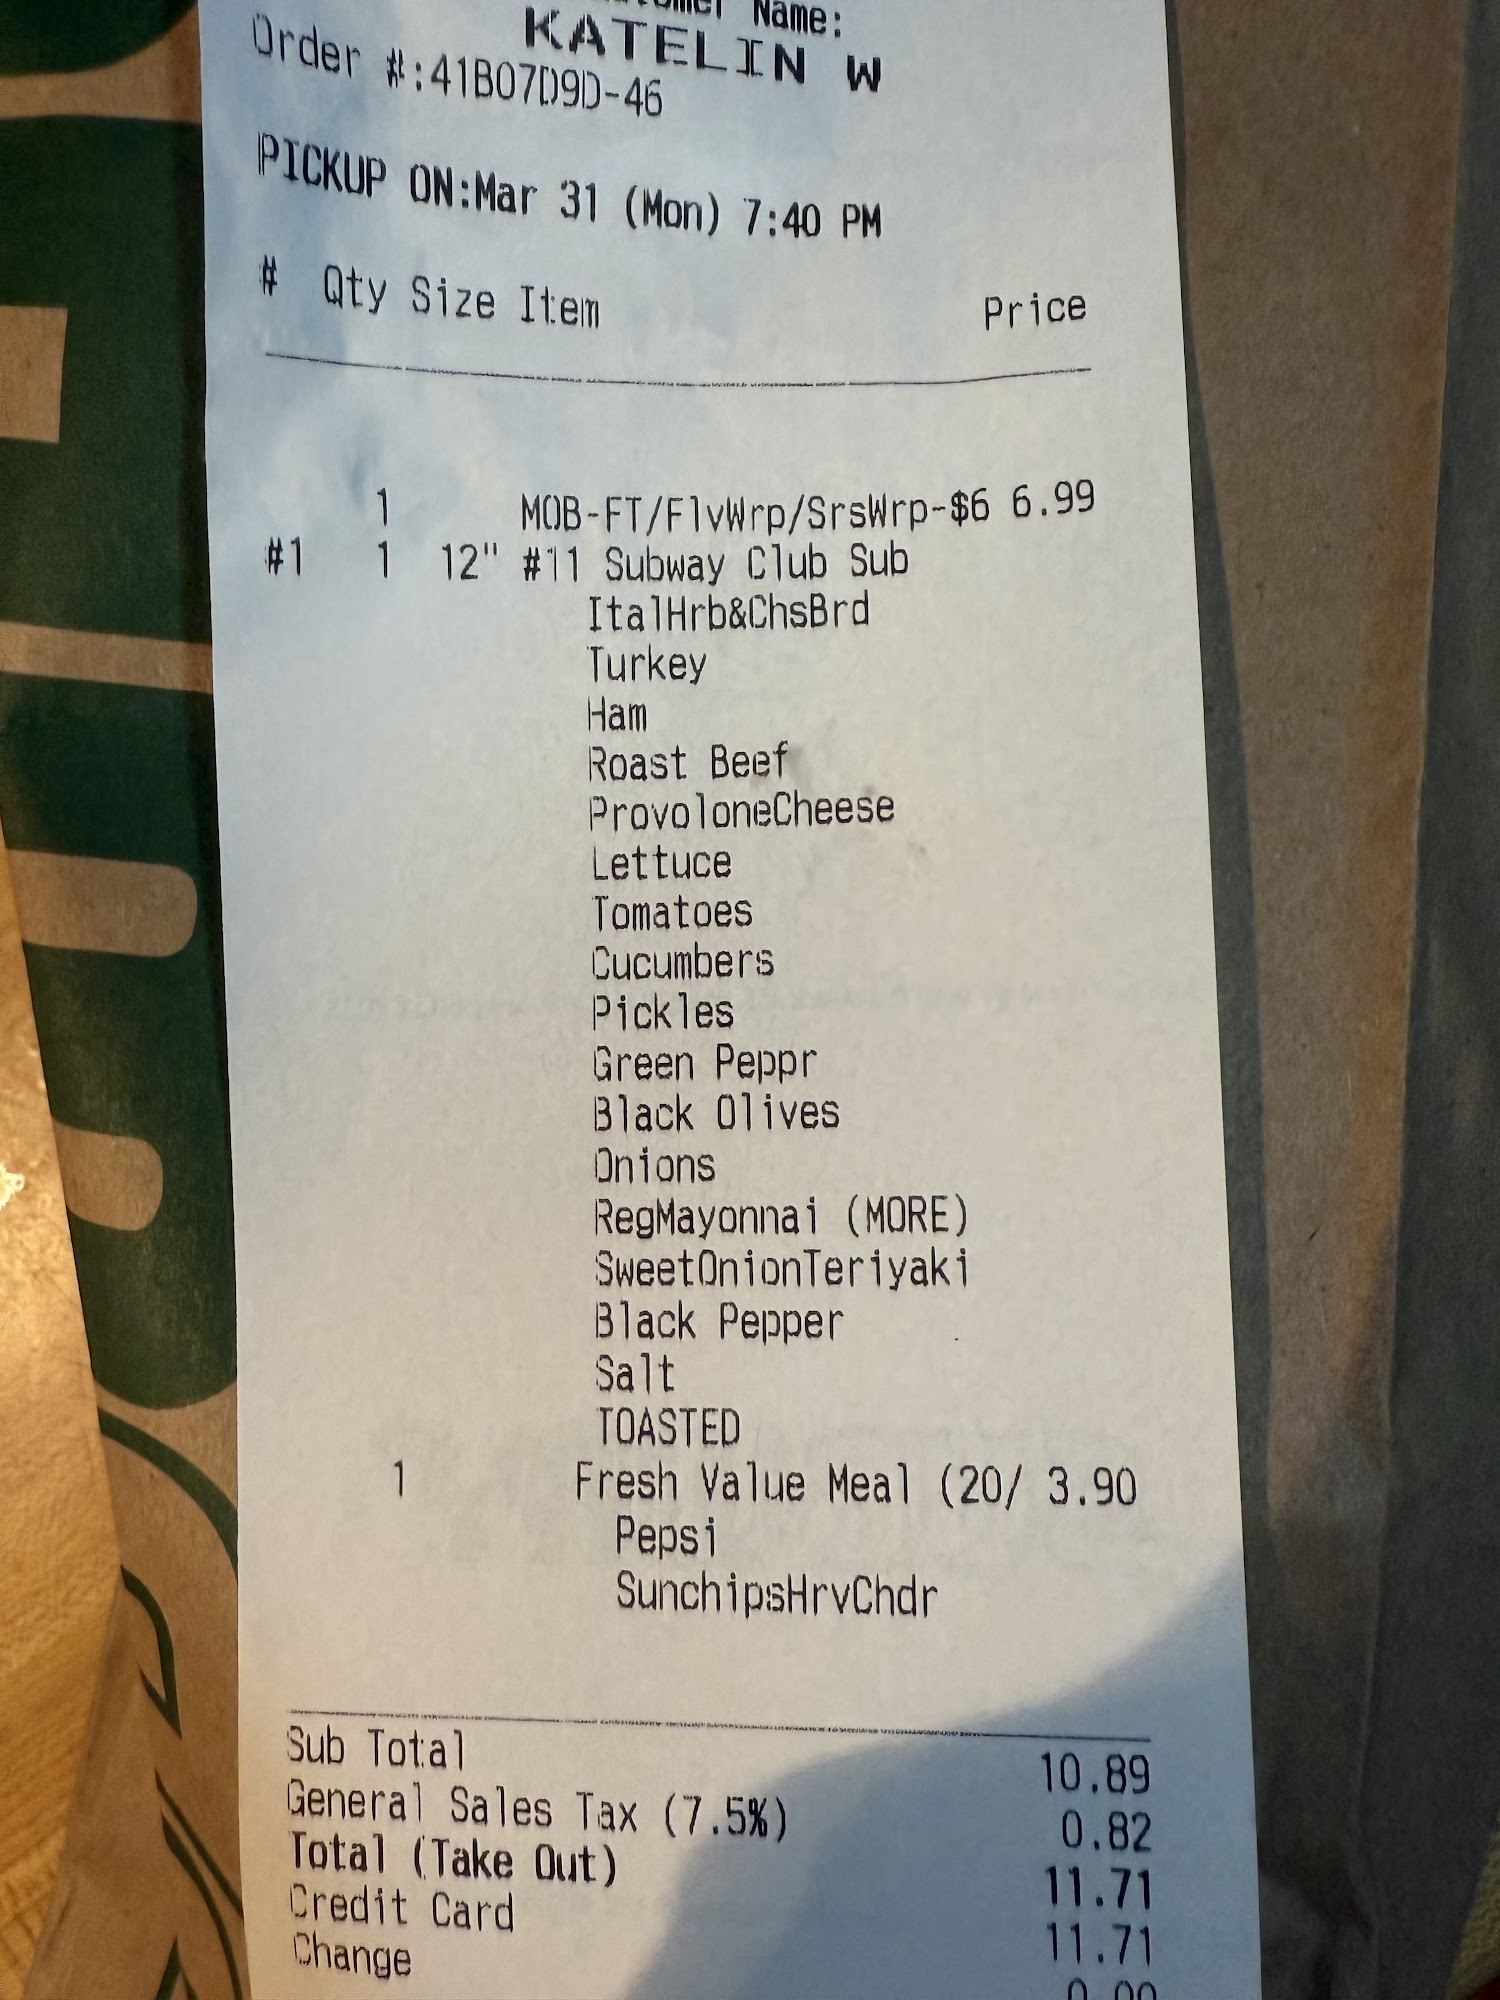 Customer Name:
KATELIN W
Order #:41B07D9D-46
PICKUP ON:Mar 31 (Mon) 7:40 PM
# Qty Size Item Price
1 MOB-FT/FlvWrp/SrsWrp-$6 6.99
#1 1 12" #11 Subway Club Sub
ItalHrb&ChsBrd
Turkey
Ham
Roast Beef
ProvoloneCheese
Lettuce
Tomatoes
Cucumbers
Pickles
Green Peppr
Black Olives
Onions
RegMayonnai (MORE)
SweetOnionTeriyaki
Black Pepper
Salt
TOASTED
1 Fresh Value Meal (20/ 3.90
Pepsi
SunchipsHrvChdr
Sub Total 10.89
General Sales Tax (7.5%) 0.82
Total (Take Out) 11.71
Credit Card 11.71
Change 0.00